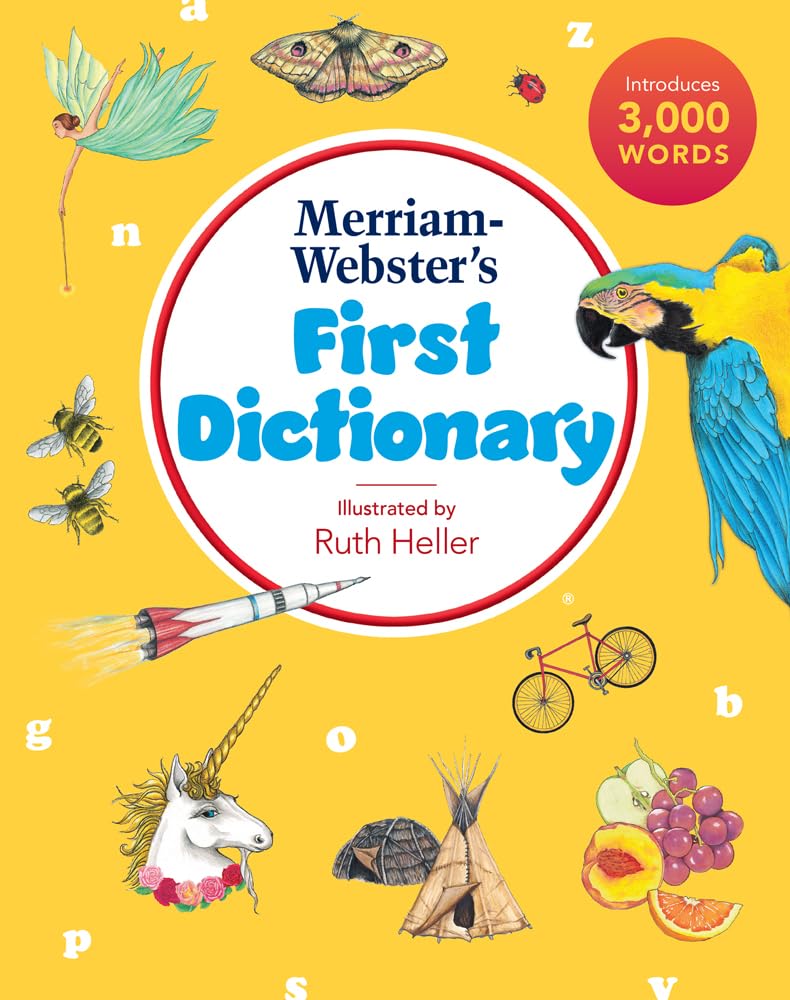 a
z
Introduces
3,000
WORDS
n
Merriam-
Webster's
First
Dictionary
Illustrated by
Ruth Heller
®
b
g
o
p
s
y